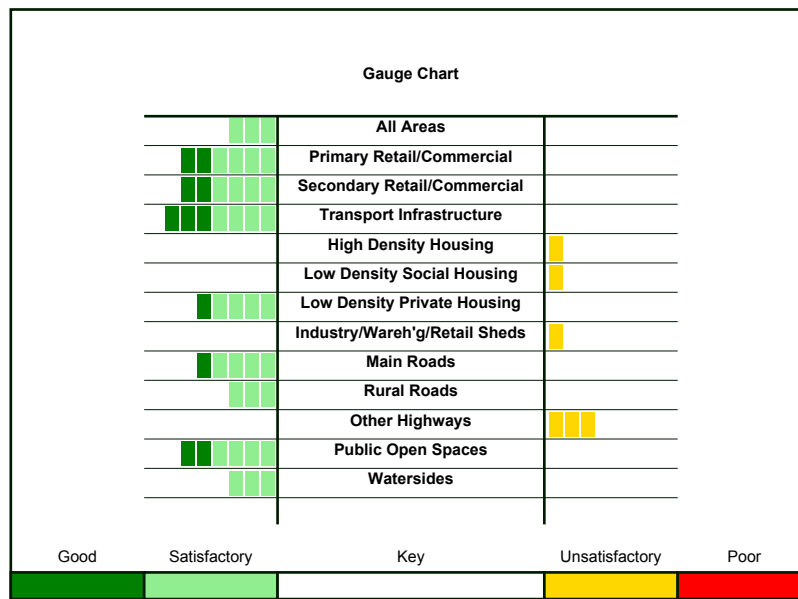 Gauge Chart
All Areas
Primary Retail/Commercial
Secondary Retail/Commercial
Transport Infrastructure
High Density Housing
Low Density Social Housing
Low Density Private Housing
Industry/Wareh'g/Retail Sheds
Main Roads
Rural Roads
Other Highways
Public Open Spaces
Watersides
Good Satisfactory Key Unsatisfactory Poor